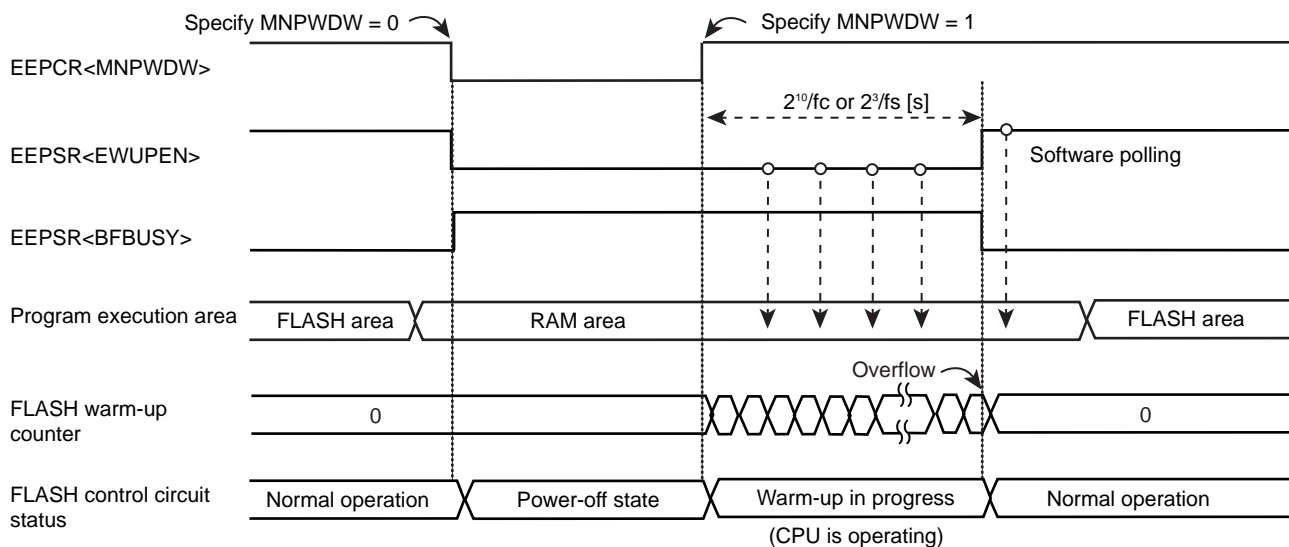 Specify MNPWDW = 0
Specify MNPWDW = 1
EEPCR<MNPWDW>
2¹⁰/fc or 2³/fs [s]
EEPSR<EWUPEN>
Software polling
EEPSR<BFBUSY>
Program execution area
FLASH area
RAM area
FLASH area
Overflow
FLASH warm-up
counter
0
0
FLASH control circuit
status
Normal operation
Power-off state
Warm-up in progress
Normal operation
(CPU is operating)